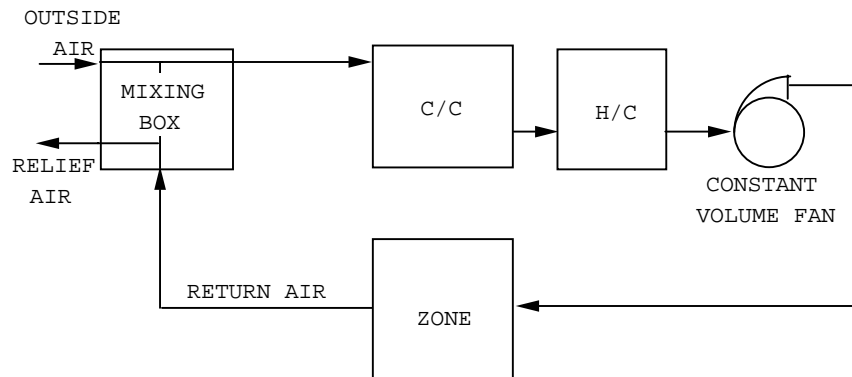 OUTSIDE
AIR
MIXING
BOX
C/C
H/C
RELIEF
AIR
CONSTANT
VOLUME FAN
RETURN AIR
ZONE